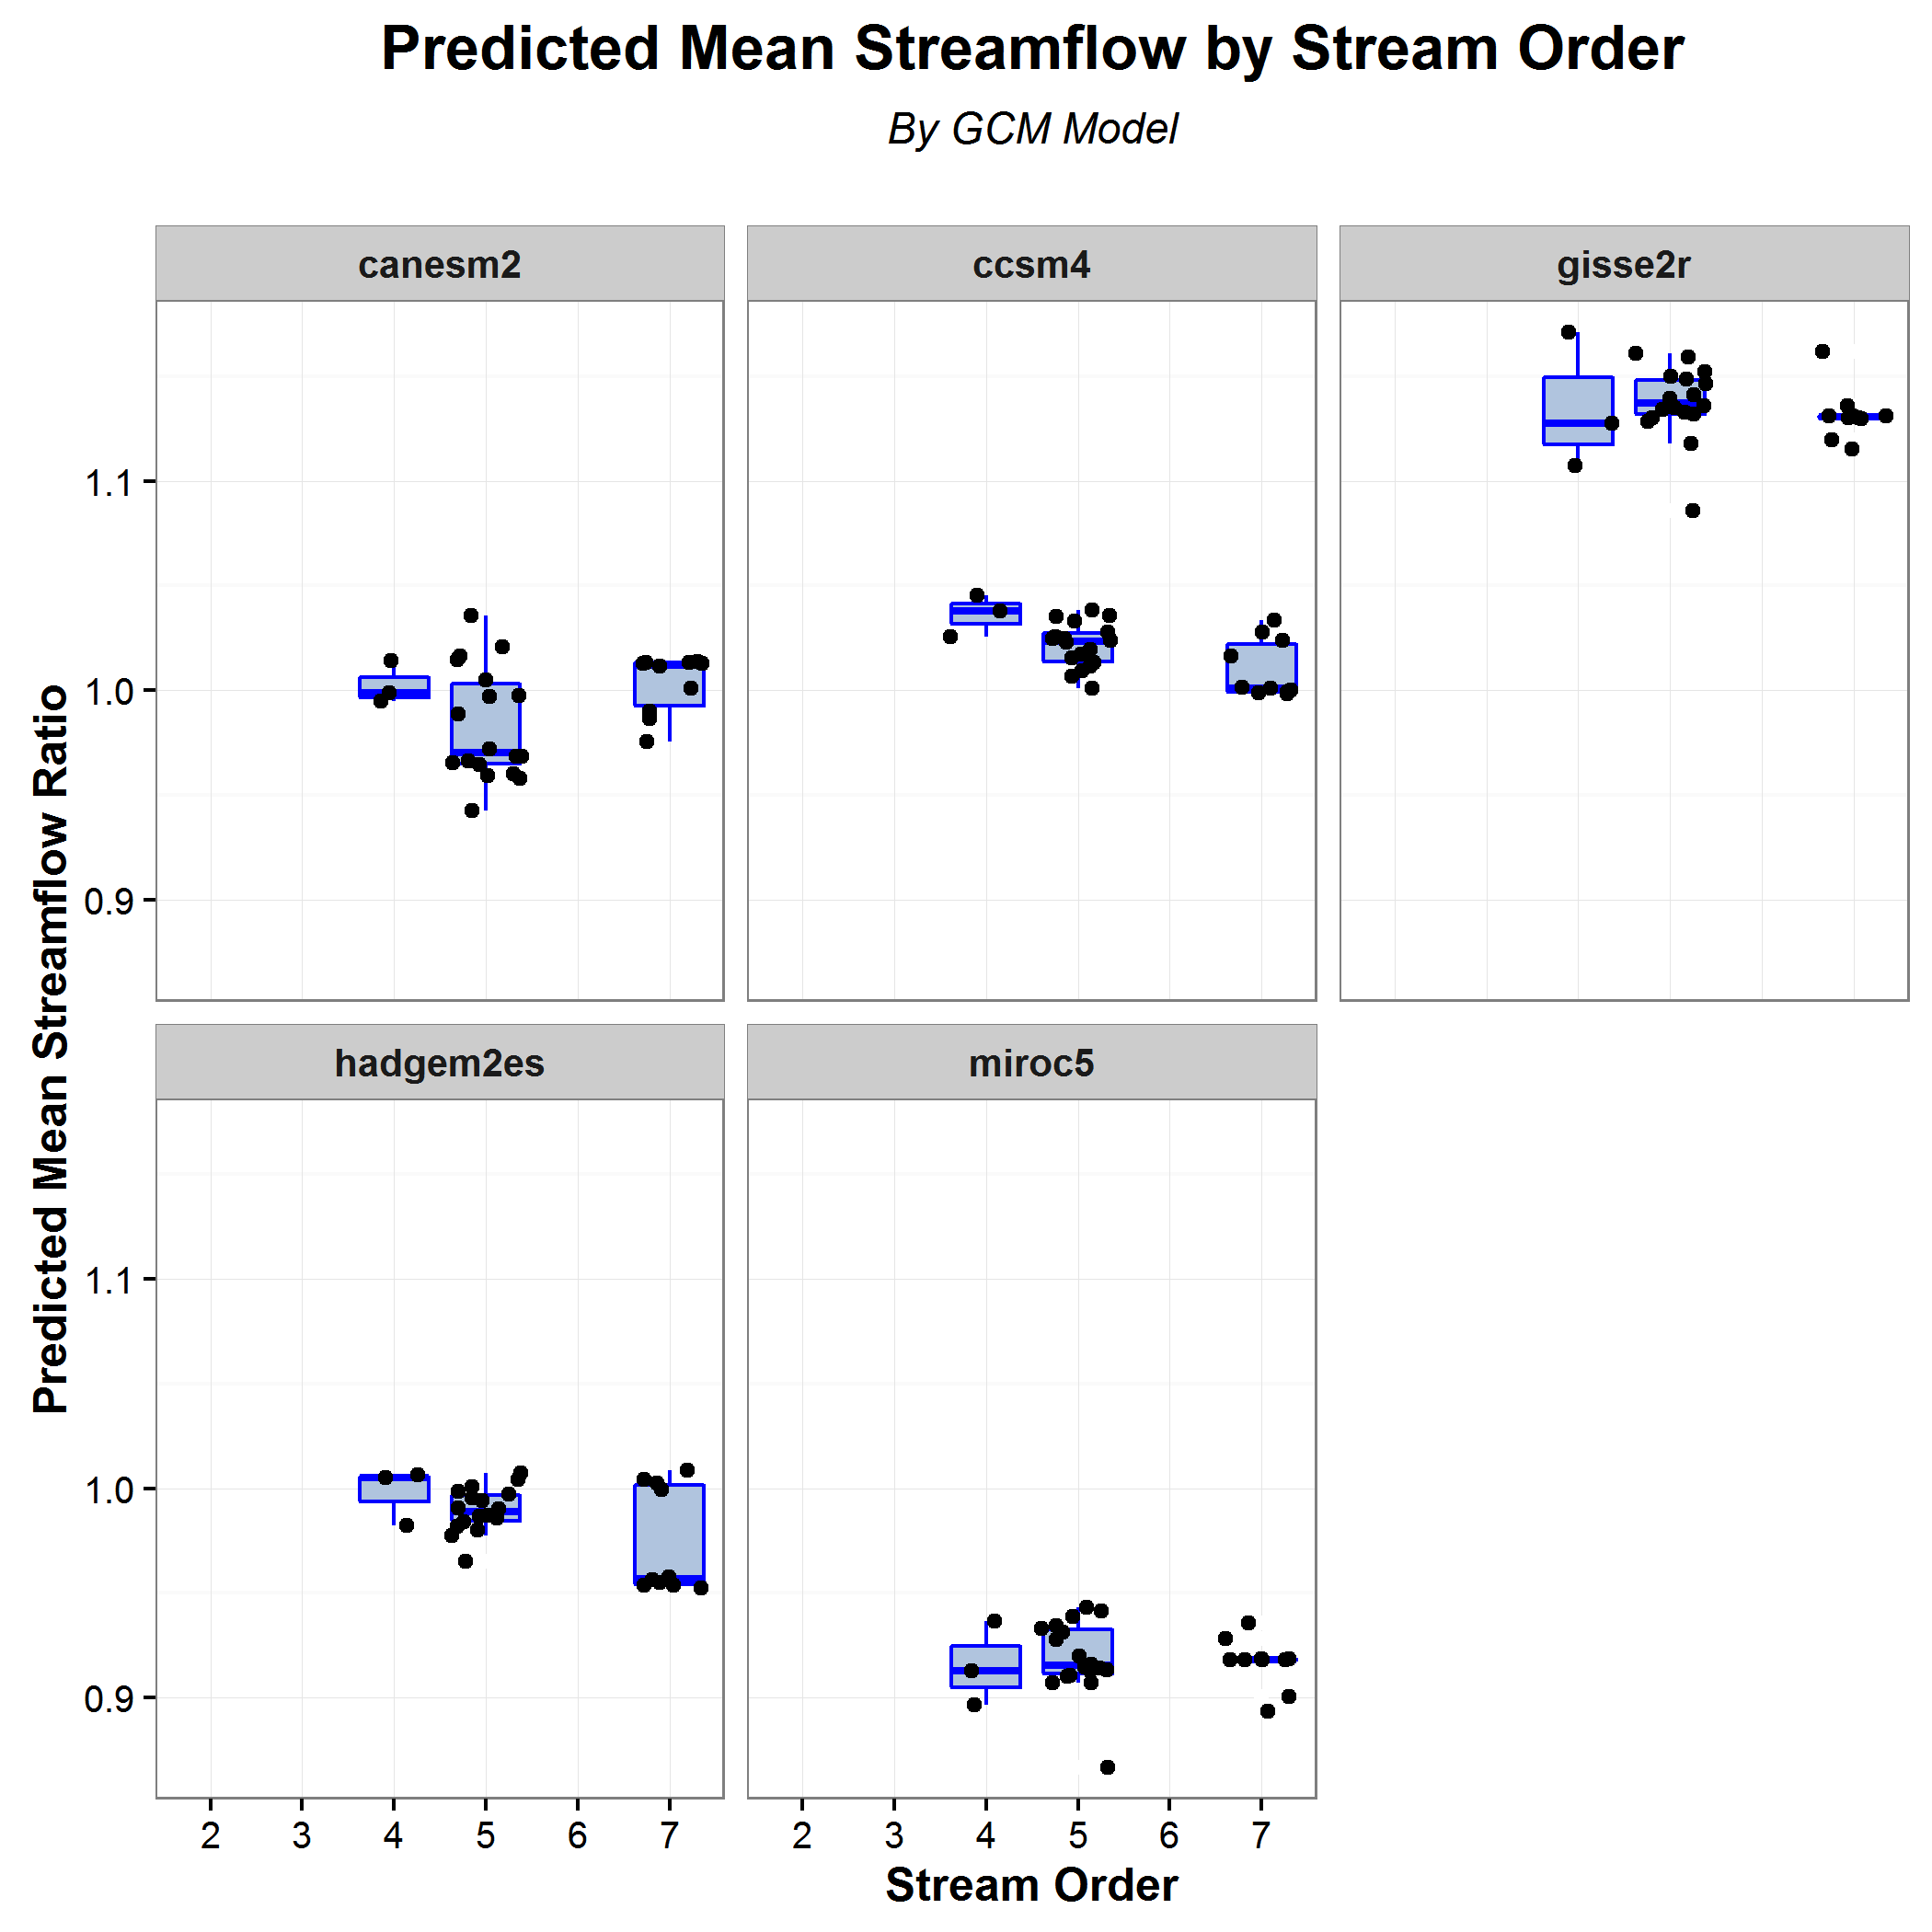 Predicted Mean Streamflow by Stream Order
By GCM Model
canesm2
ccsm4
gisse2r
1.1
1.0
0.9
Predicted Mean Streamflow Ratio
hadgem2es
miroc5
1.1
1.0
0.9
2 3 4 5 6 7
2 3 4 5 6 7
Stream Order